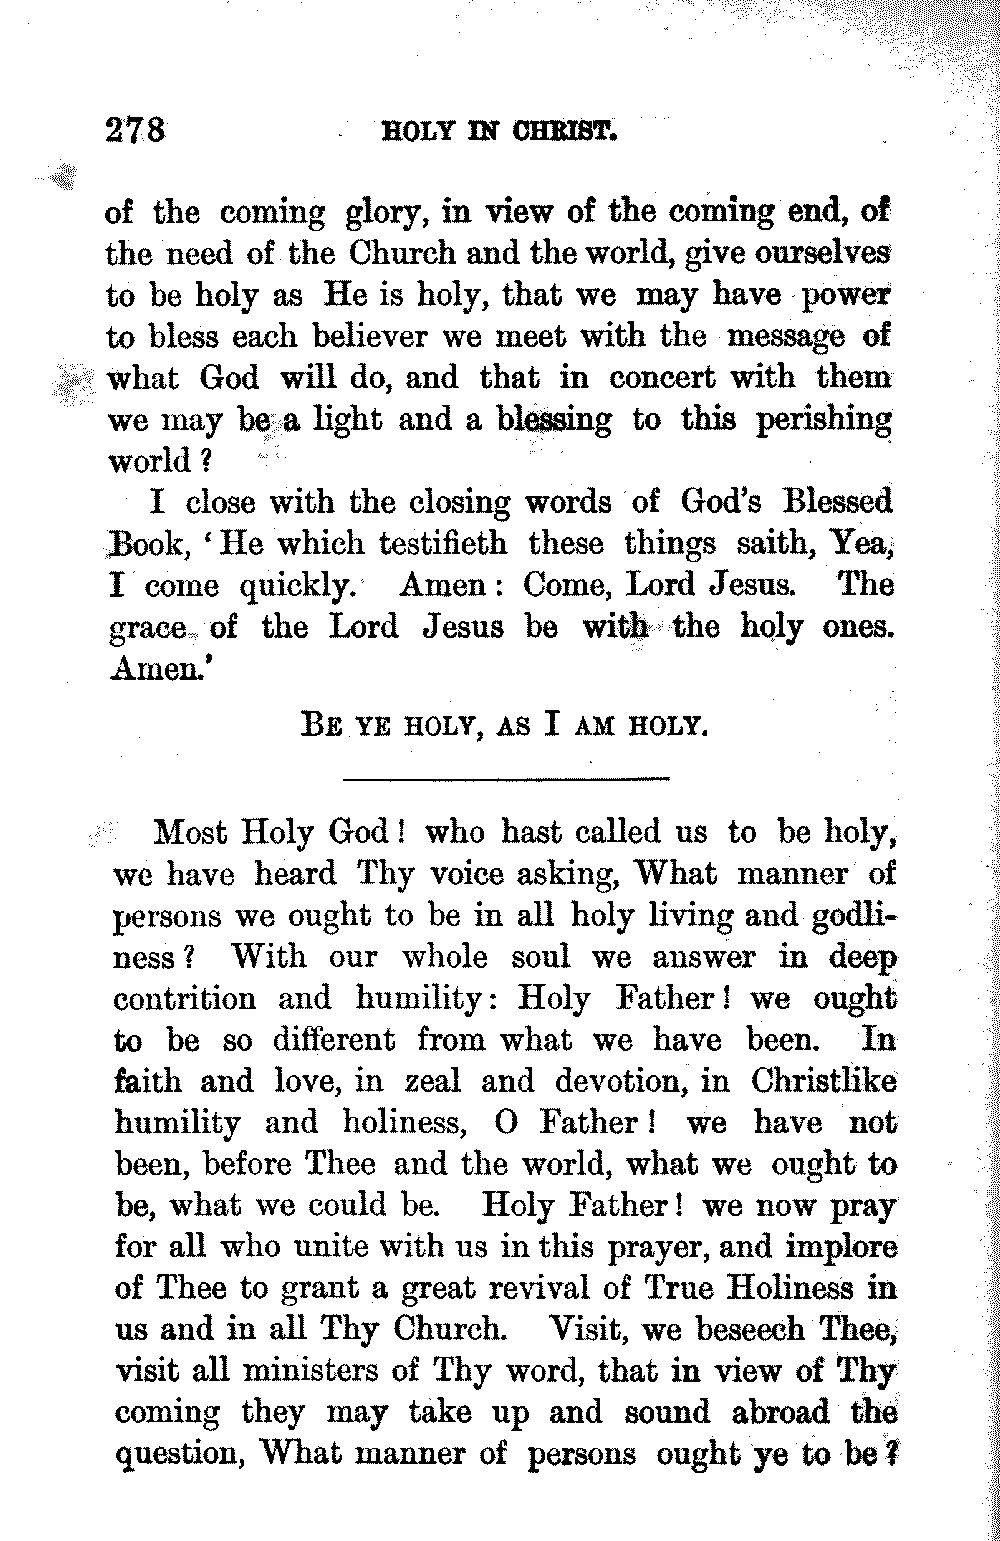 278 HOLY IN CHRIST.
of the coming glory, in view of the coming end, of
the need of the Church and the world, give ourselves
to be holy as He is holy, that we may have power
to bless each believer we meet with the message of
what God will do, and that in concert with them
we may be a light and a blessing to this perishing
world?
I close with the closing words of God's Blessed
Book, 'He which testifieth these things saith, Yea,
I come quickly. Amen: Come, Lord Jesus. The
grace of the Lord Jesus be with the holy ones.
Amen.'
BE YE HOLY, AS I AM HOLY.
Most Holy God! who hast called us to be holy,
we have heard Thy voice asking, What manner of
persons we ought to be in all holy living and godli-
ness? With our whole soul we answer in deep
contrition and humility: Holy Father! we ought
to be so different from what we have been. In
faith and love, in zeal and devotion, in Christlike
humility and holiness, O Father! we have not
been, before Thee and the world, what we ought to
be, what we could be. Holy Father! we now pray
for all who unite with us in this prayer, and implore
of Thee to grant a great revival of True Holiness in
us and in all Thy Church. Visit, we beseech Thee,
visit all ministers of Thy word, that in view of Thy
coming they may take up and sound abroad the
question, What manner of persons ought ye to be?